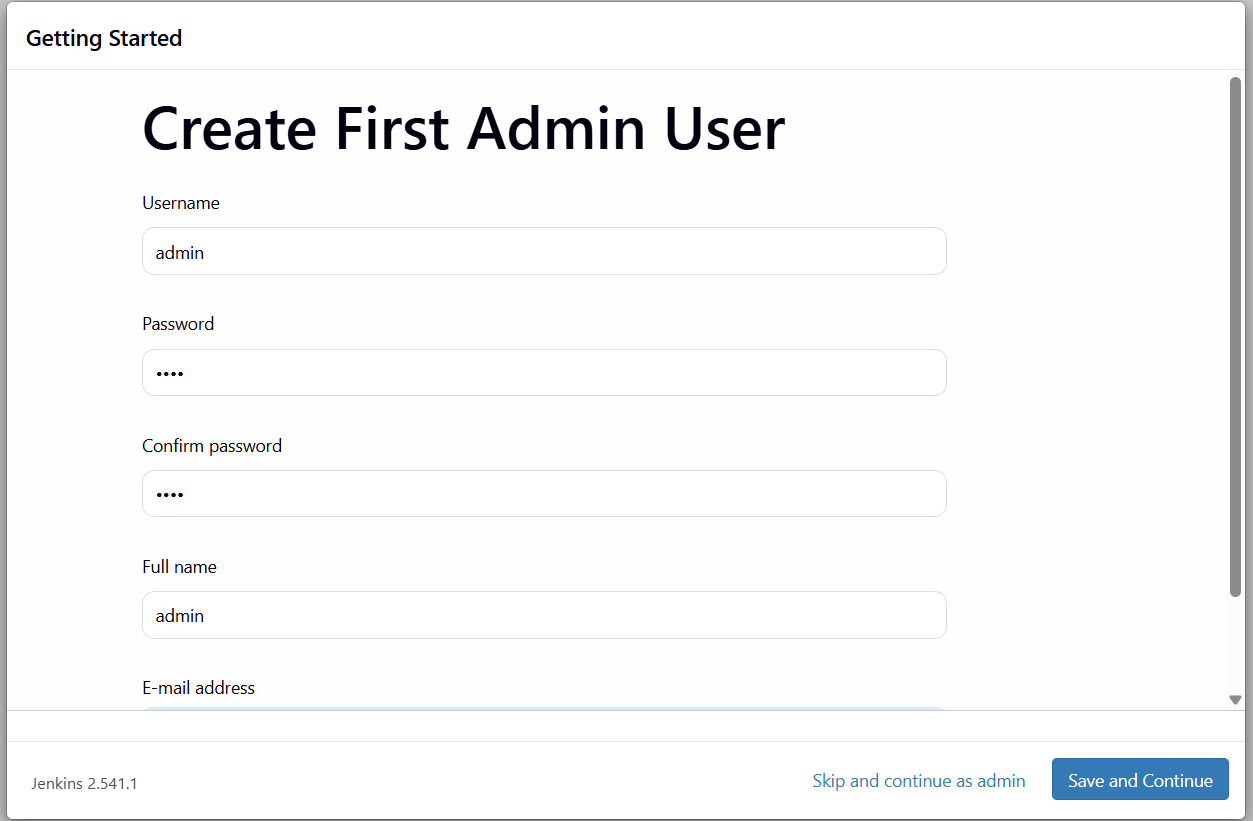 Getting Started
Create First Admin User
Username
admin
Password
••••
Confirm password
••••
Full name
admin
E-mail address
Jenkins 2.541.1
Skip and continue as admin
Save and Continue